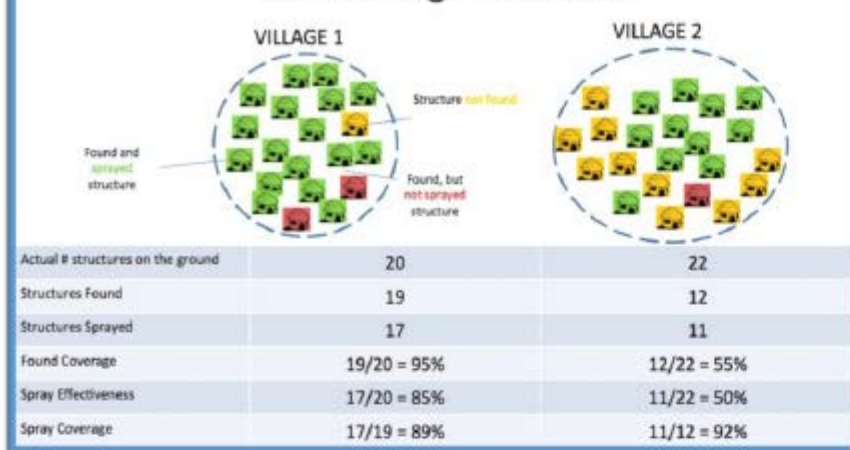 VILLAGE 1
VILLAGE 2
Structure not found
Found and
sprayed
structure
Found, but
not sprayed
structure
Actual # structures on the ground 20 22
Structures Found 19 12
Structures Sprayed 17 11
Found Coverage 19/20 = 95% 12/22 = 55%
Spray Effectiveness 17/20 = 85% 11/22 = 50%
Spray Coverage 17/19 = 89% 11/12 = 92%